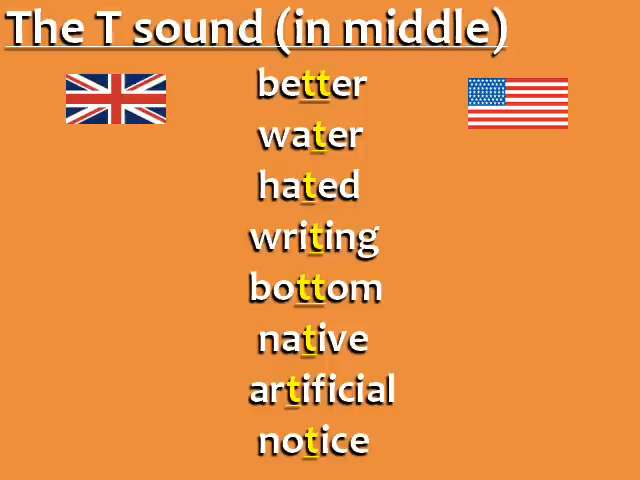 The T sound (in middle)
better
water
hated
writing
bottom
native
artificial
notice